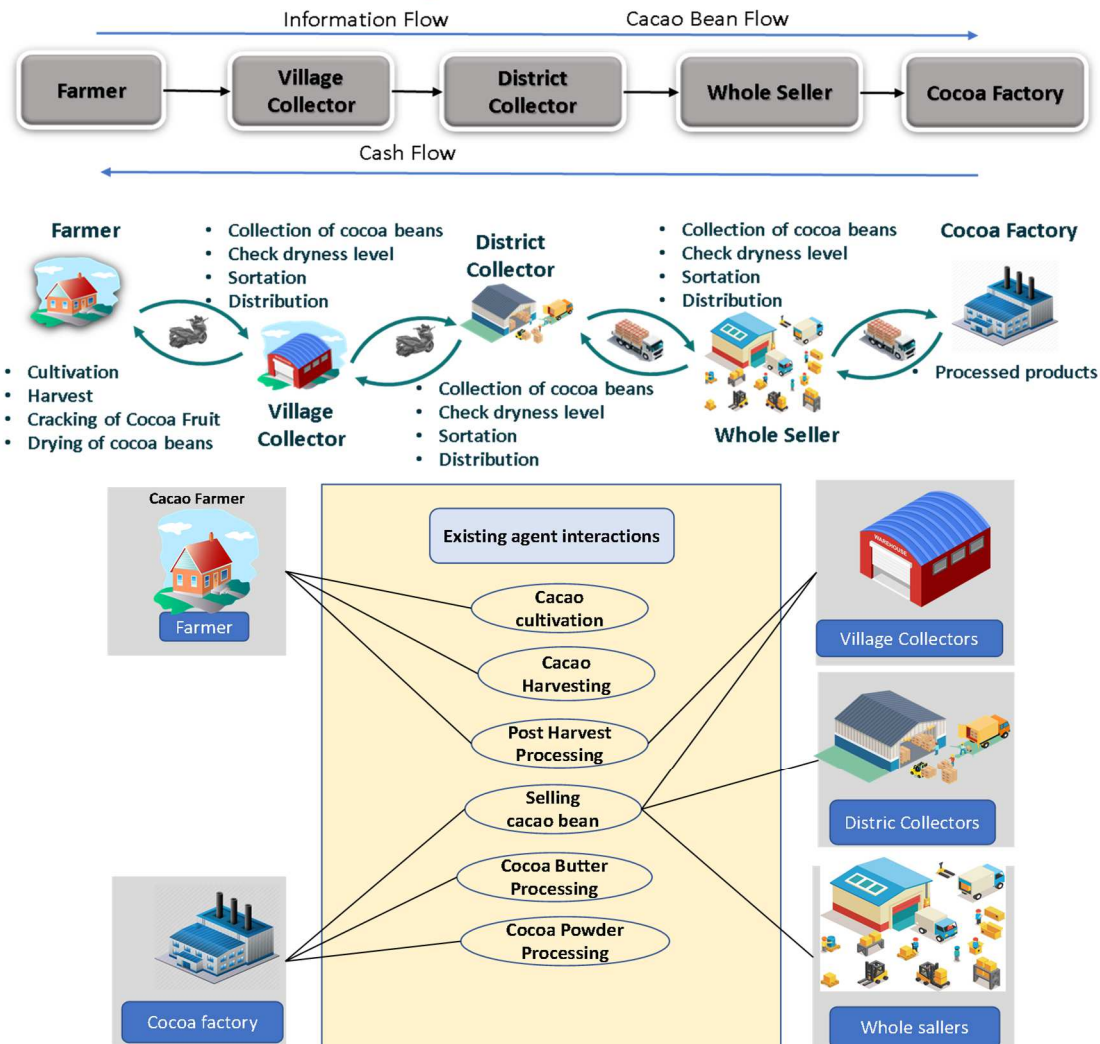 Information Flow
Cacao Bean Flow
Farmer
Village
Collector
District
Collector
Whole Seller
Cocoa Factory
Cash Flow
Farmer
• Collection of cocoa beans
• Check dryness level
• Sortation
• Distribution
District
Collector
• Collection of cocoa beans
• Check dryness level
• Sortation
• Distribution
Cocoa Factory
• Cultivation
• Harvest
• Cracking of Cocoa Fruit
• Drying of cocoa beans
Village
Collector
• Collection of cocoa beans
• Check dryness level
• Sortation
• Distribution
Whole Seller
• Processed products
Cacao Farmer
Farmer
Existing agent interactions
Cacao
cultivation
Cacao
Harvesting
Post Harvest
Processing
Selling
cacao bean
Cocoa Butter
Processing
Cocoa Powder
Processing
WAREHOUSE
Village Collectors
Distric Collectors
Cocoa factory
Whole sallers